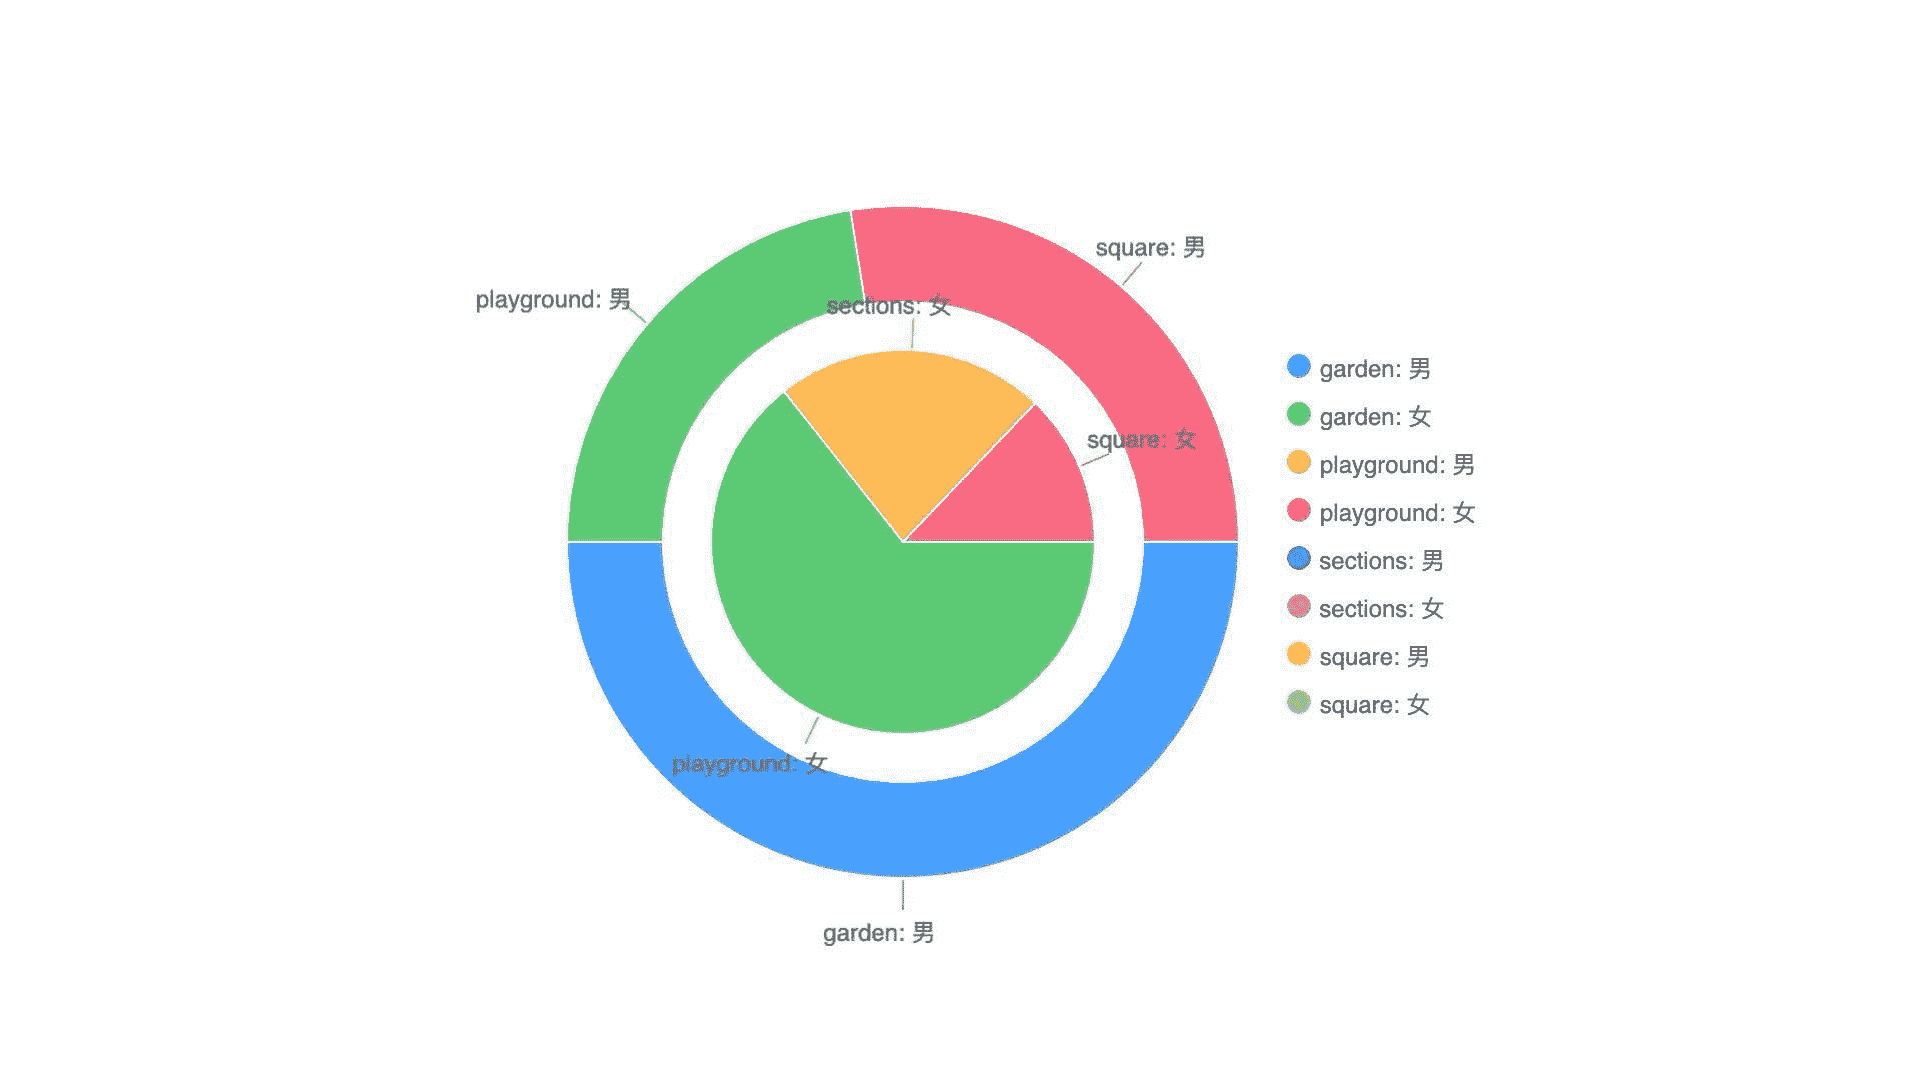 square: 男
playground: 男
sections: 女
square: 女
playground: 女
garden: 男
garden: 男
garden: 女
playground: 男
playground: 女
sections: 男
sections: 女
square: 男
square: 女